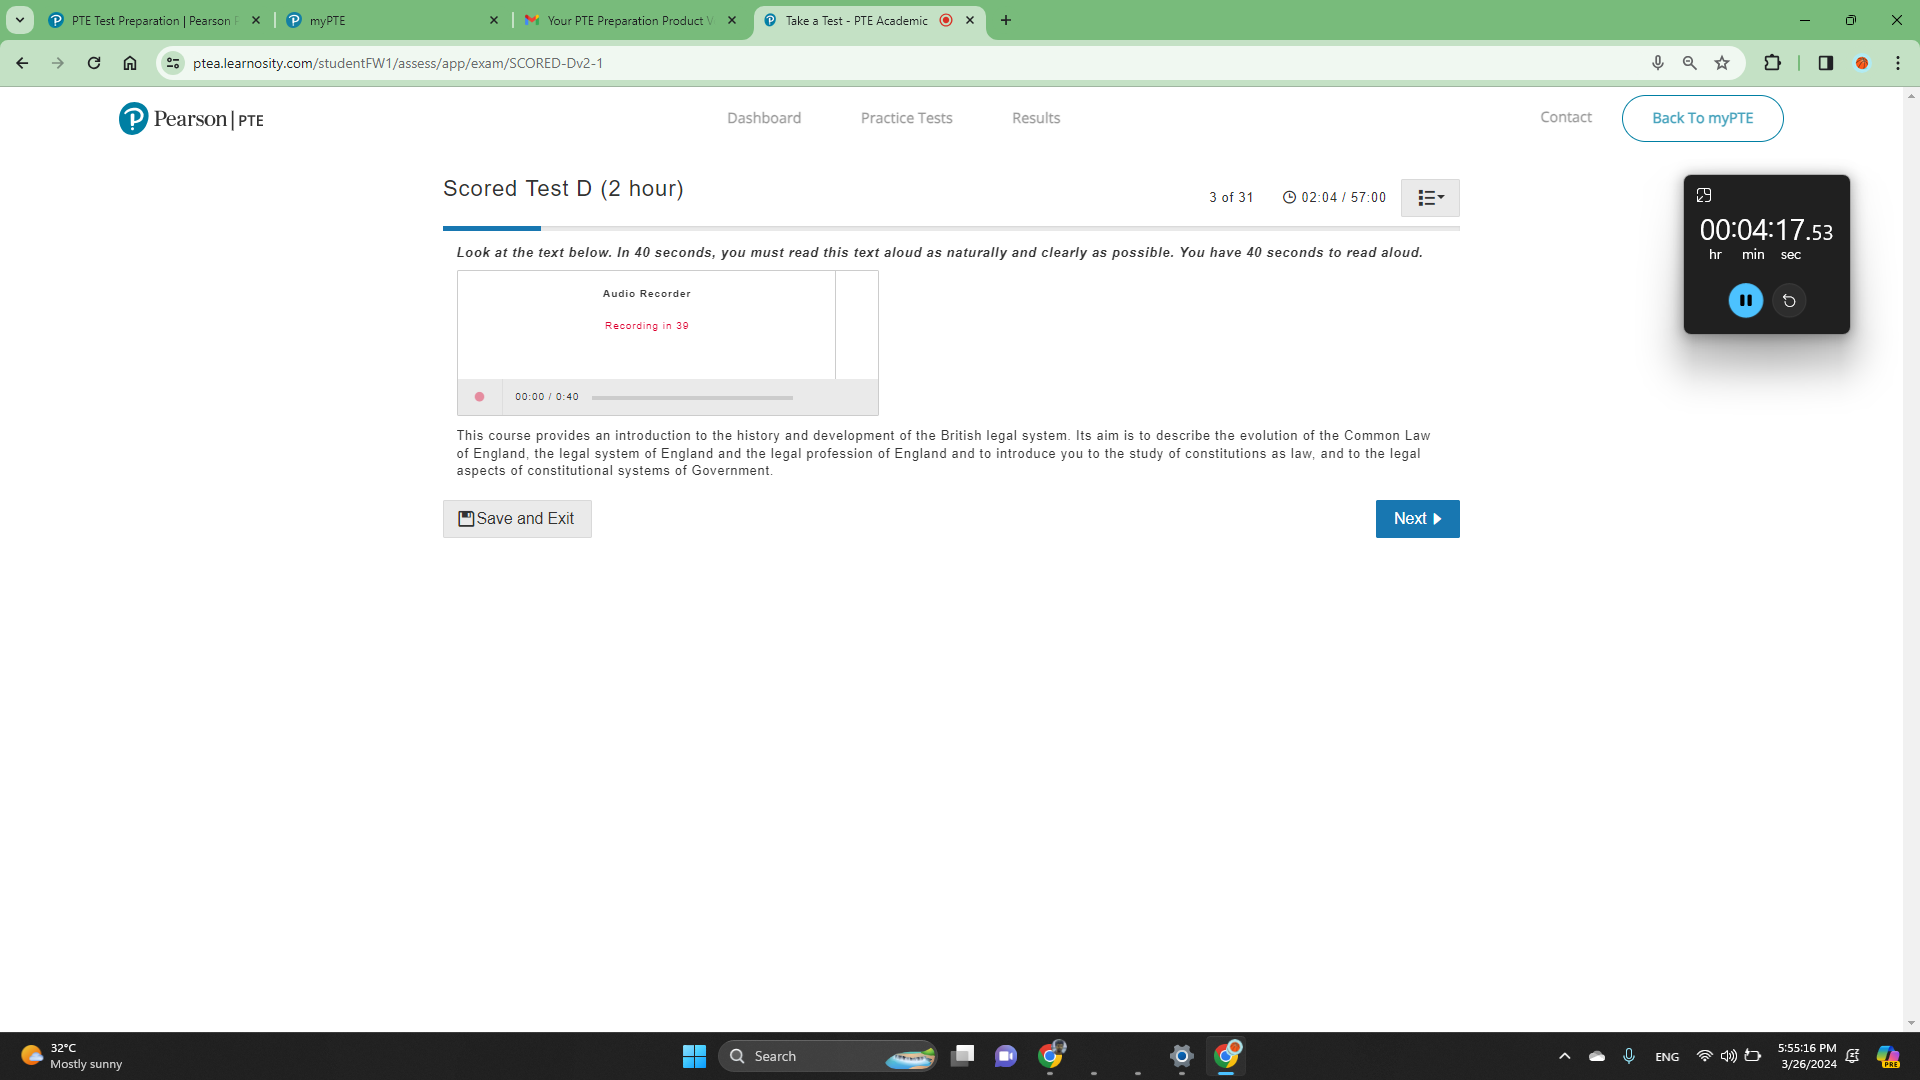 PTE Test Preparation | Pearson P
myPTE
Your PTE Preparation Product V
Take a Test - PTE Academic
ptea.learnosity.com/studentFW1/assess/app/exam/SCORED-Dv2-1
Pearson | PTE
Dashboard
Practice Tests
Results
Contact
Back To myPTE
Scored Test D (2 hour)
3 of 31
02:04 / 57:00
00:04:17.53
hr min sec
Look at the text below. In 40 seconds, you must read this text aloud as naturally and clearly as possible. You have 40 seconds to read aloud.
Audio Recorder
Recording in 39
00:00 / 0:40
This course provides an introduction to the history and development of the British legal system. Its aim is to describe the evolution of the Common Law
of England, the legal system of England and the legal profession of England and to introduce you to the study of constitutions as law, and to the legal
aspects of constitutional systems of Government.
Save and Exit
Next
32°C
Mostly sunny
Search
ENG
5:55:16 PM
3/26/2024
PRE